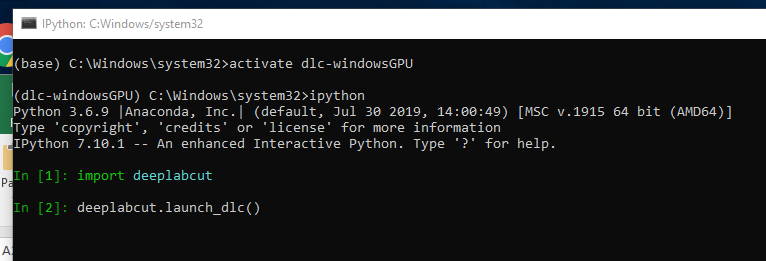 IPython: C:Windows/system32
(base) C:\Windows\system32>activate dlc-windowsGPU
(dlc-windowsGPU) C:\Windows\system32>ipython
Python 3.6.9 |Anaconda, Inc.| (default, Jul 30 2019, 14:00:49) [MSC v.1915 64 bit (AMD64)]
Type 'copyright', 'credits' or 'license' for more information
IPython 7.10.1 -- An enhanced Interactive Python. Type '?' for help.
In [1]: import deeplabcut
In [2]: deeplabcut.launch_dlc()